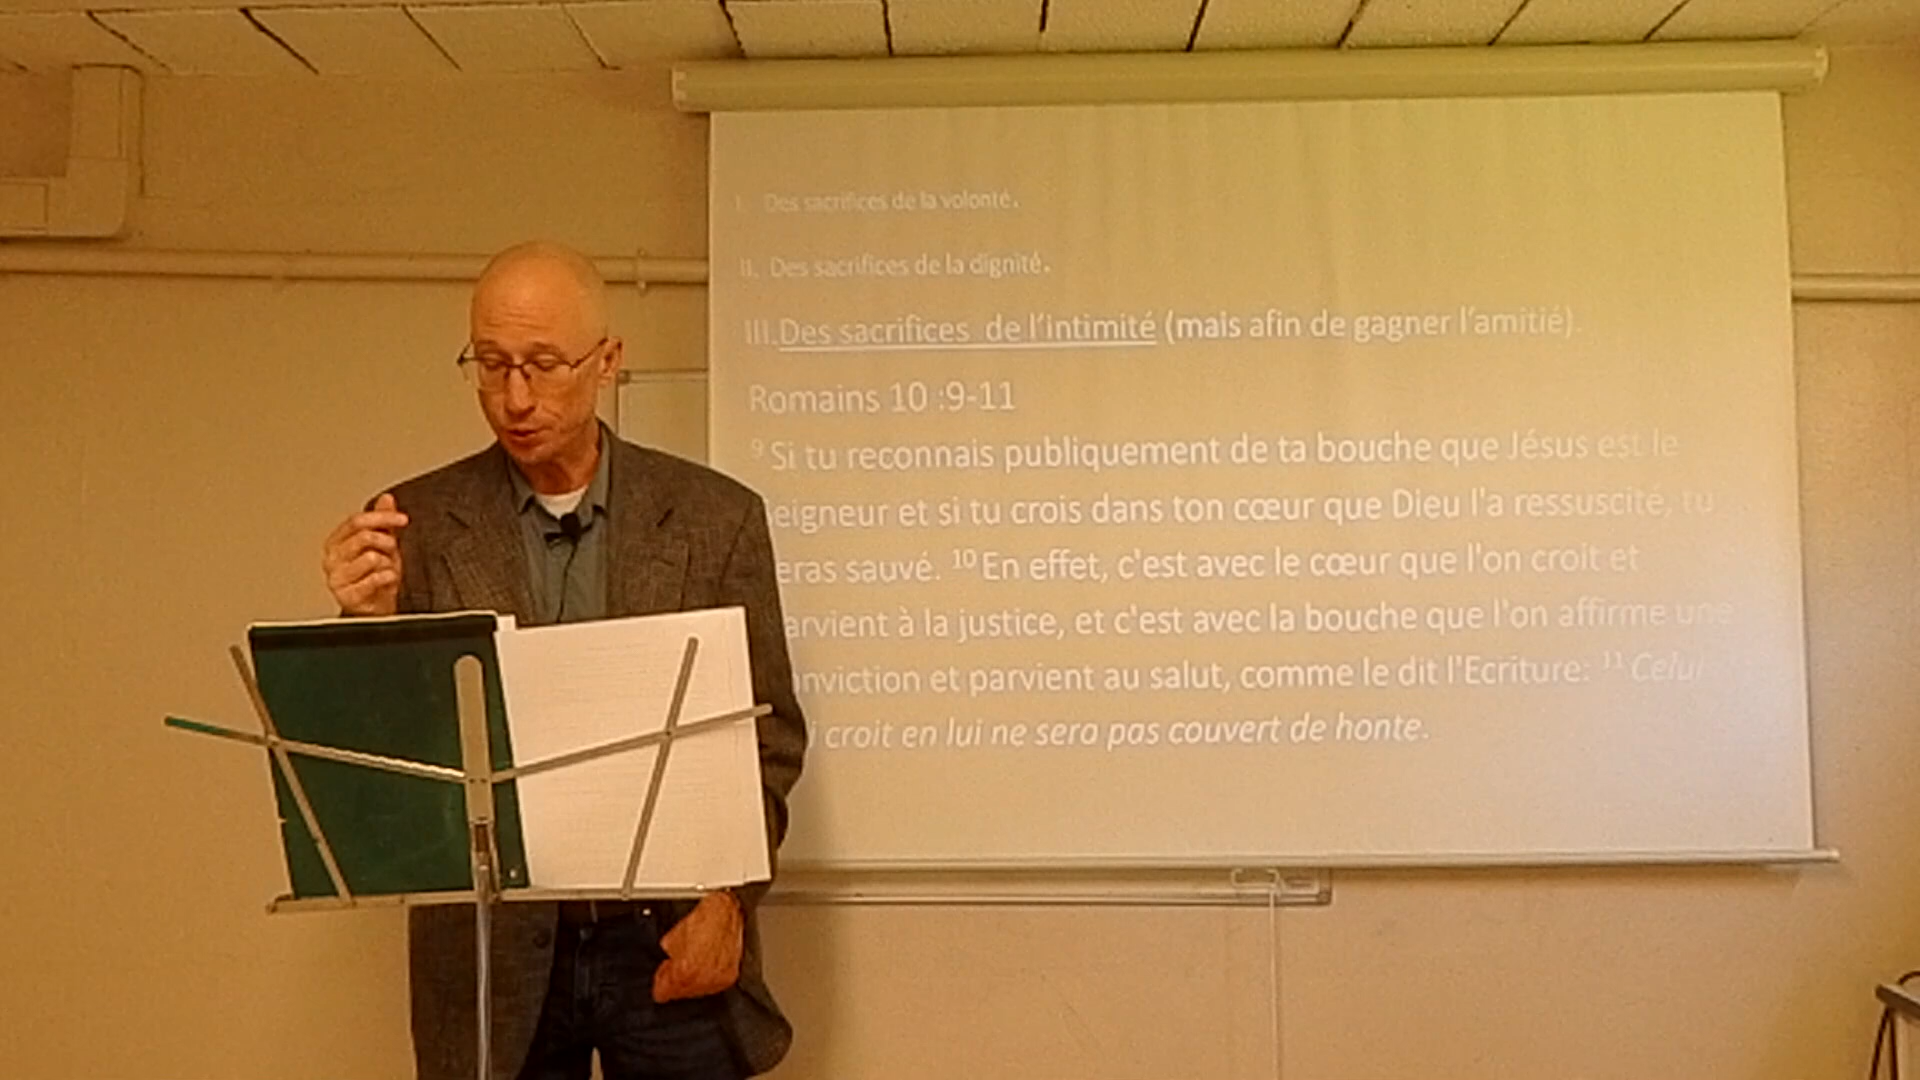 I. Des sacrifices de la volonté.
II. Des sacrifices de la dignité.
III. Des sacrifices de l'intimité (mais afin de gagner l'amitié).
Romains 10 :9-11
9 Si tu reconnais publiquement de ta bouche que Jésus est le
eigneur et si tu crois dans ton cœur que Dieu l'a ressuscité, tu
eras sauvé. 10 En effet, c'est avec le cœur que l'on croit et
arvient à la justice, et c'est avec la bouche que l'on affirme une
nviction et parvient au salut, comme le dit l'Ecriture: 11 Celui
i croit en lui ne sera pas couvert de honte.